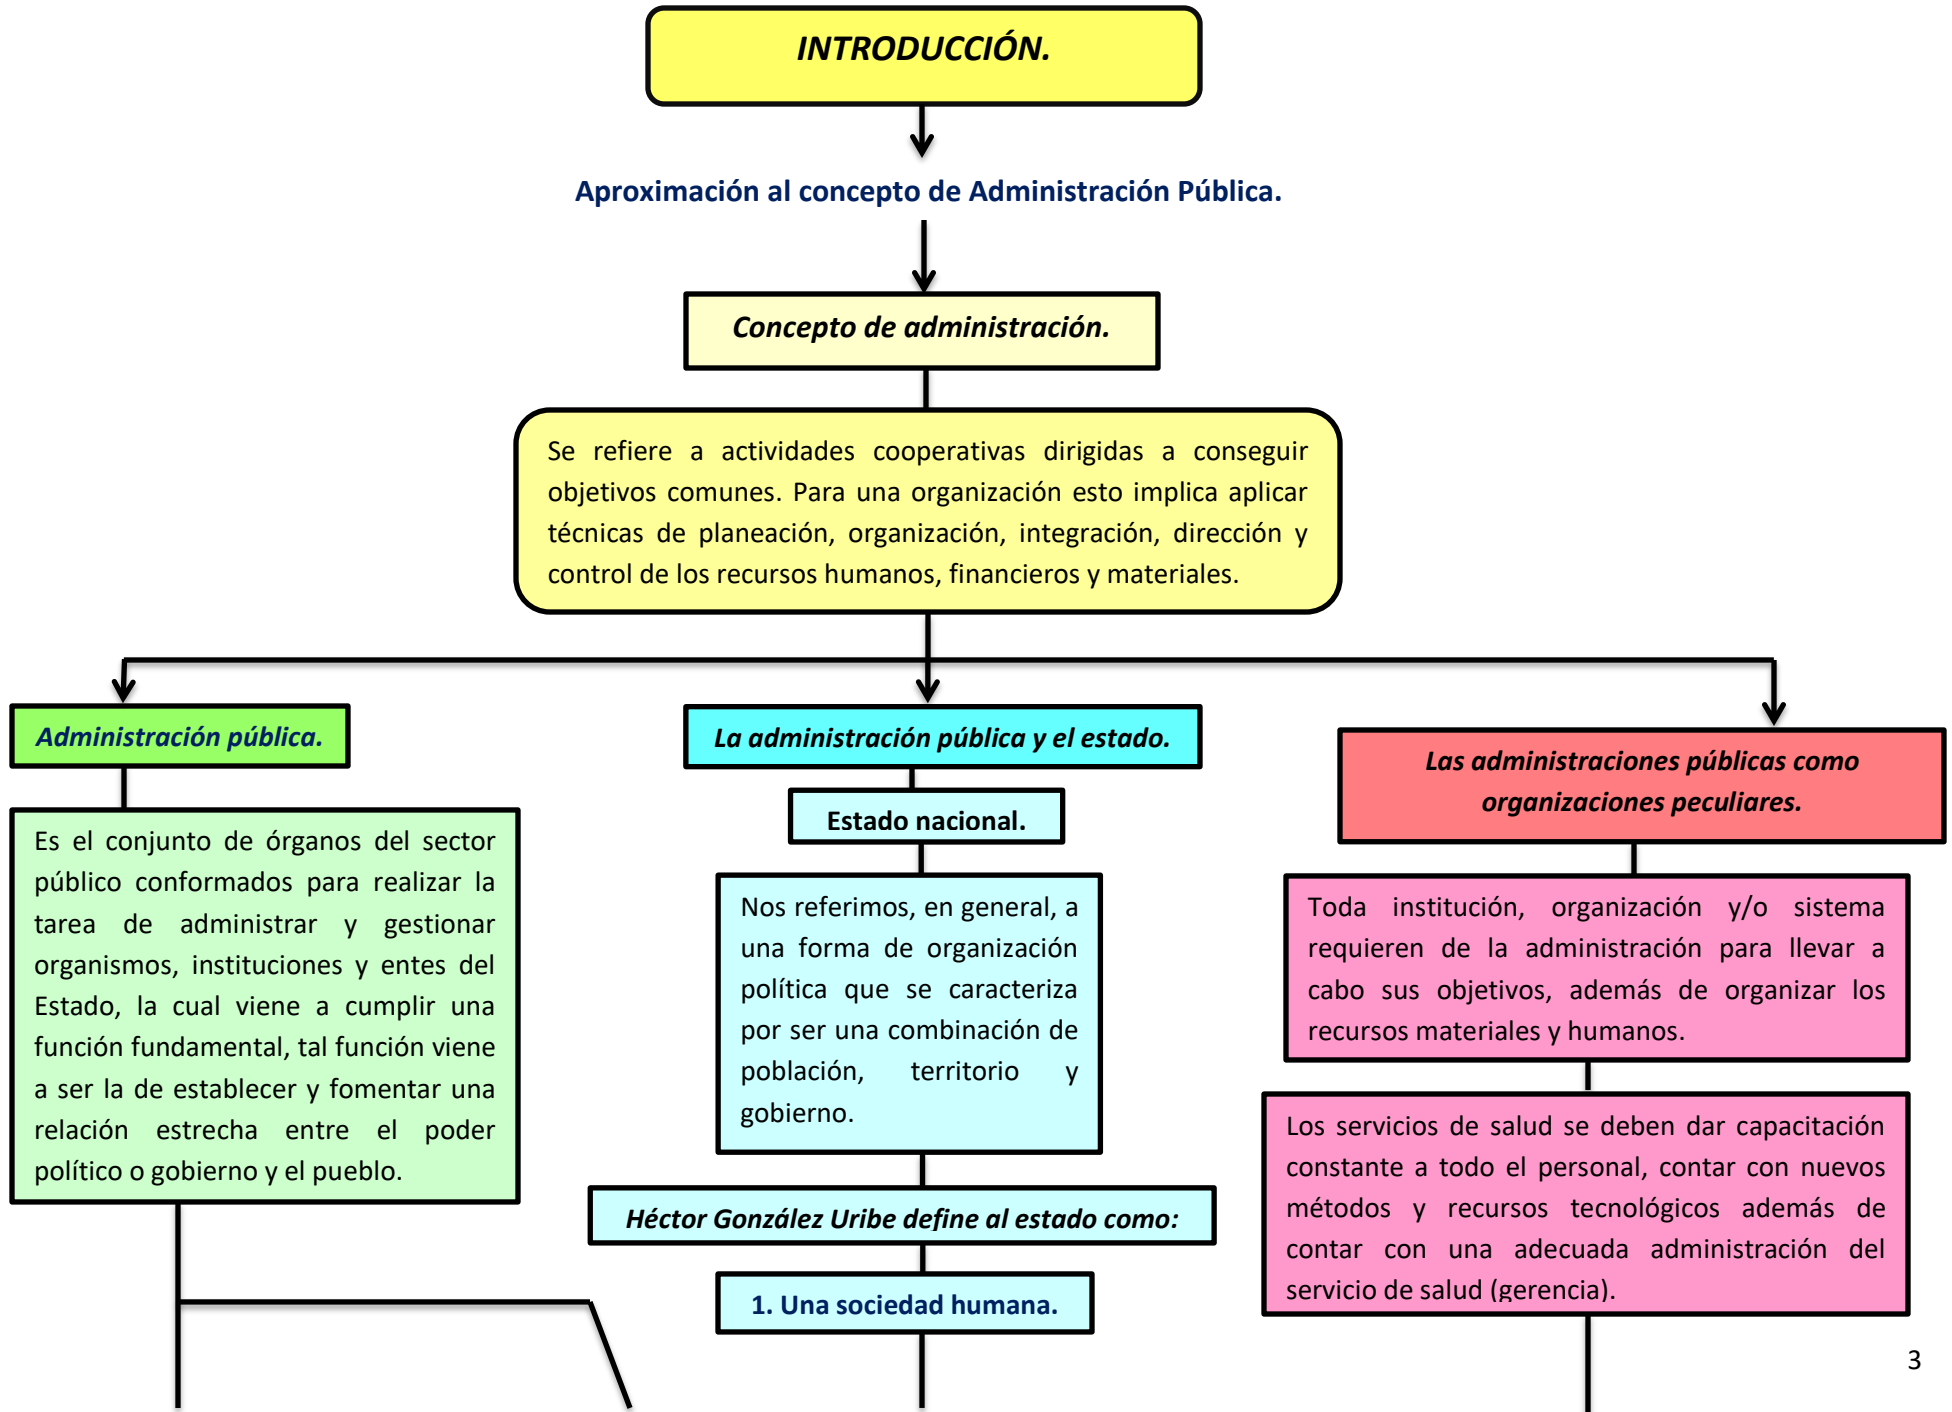 INTRODUCCIÓN.
Aproximación al concepto de Administración Pública.
Concepto de administración.
Se refiere a actividades cooperativas dirigidas a conseguir
objetivos comunes. Para una organización esto implica aplicar
técnicas de planeación, organización, integración, dirección y
control de los recursos humanos, financieros y materiales.
Administración pública.
Es el conjunto de órganos del sector
público conformados para realizar la
tarea de administrar y gestionar
organismos, instituciones y entes del
Estado, la cual viene a cumplir una
función fundamental, tal función viene
a ser la de establecer y fomentar una
relación estrecha entre el poder
político o gobierno y el pueblo.
La administración pública y el estado.
Estado nacional.
Nos referimos, en general, a
una forma de organización
política que se caracteriza
por ser una combinación de
población, territorio y
gobierno.
Héctor González Uribe define al estado como:
1. Una sociedad humana.
Las administraciones públicas como
organizaciones peculiares.
Toda institución, organización y/o sistema
requieren de la administración para llevar a
cabo sus objetivos, además de organizar los
recursos materiales y humanos.
Los servicios de salud se deben dar capacitación
constante a todo el personal, contar con nuevos
métodos y recursos tecnológicos además de
contar con una adecuada administración del
servicio de salud (gerencia).
3